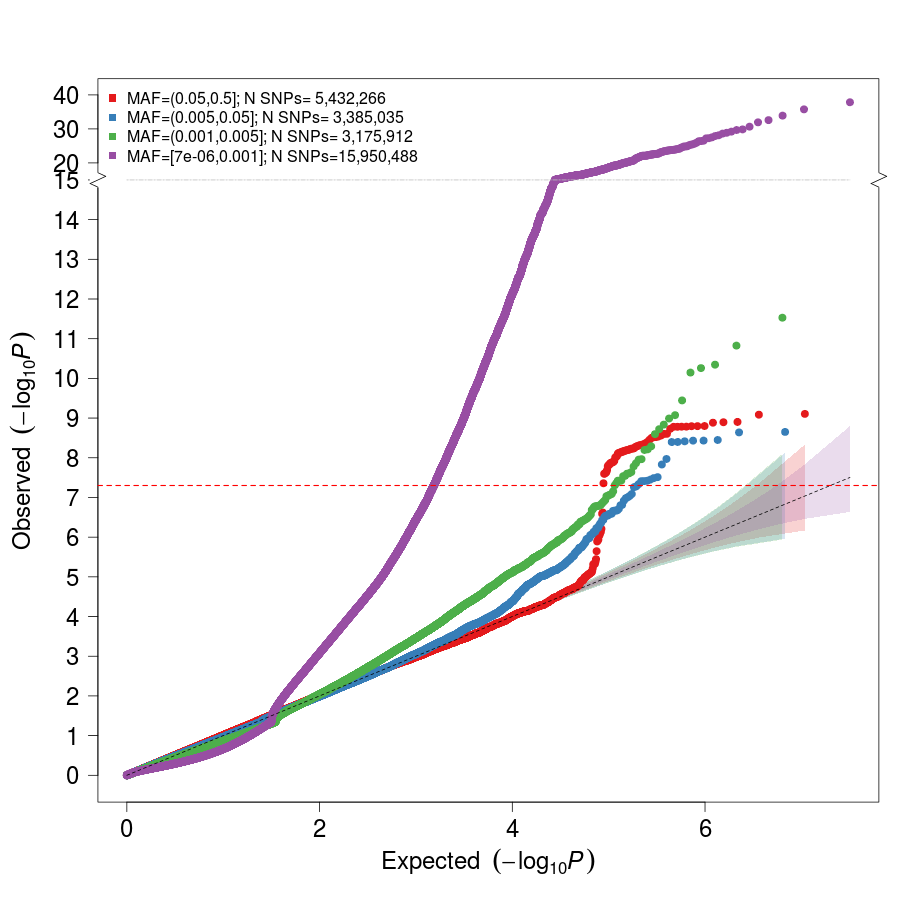 MAF=(0.05,0.5]; N SNPs= 5,432,266
MAF=(0.005,0.05]; N SNPs= 3,385,035
MAF=(0.001,0.005]; N SNPs= 3,175,912
MAF=[7e-06,0.001]; N SNPs=15,950,488
40
30
20
15
14
13
12
11
10
9
8
7
6
5
4
3
2
1
0
Observed (−log10P)
0 2 4 6
Expected (−log10P)